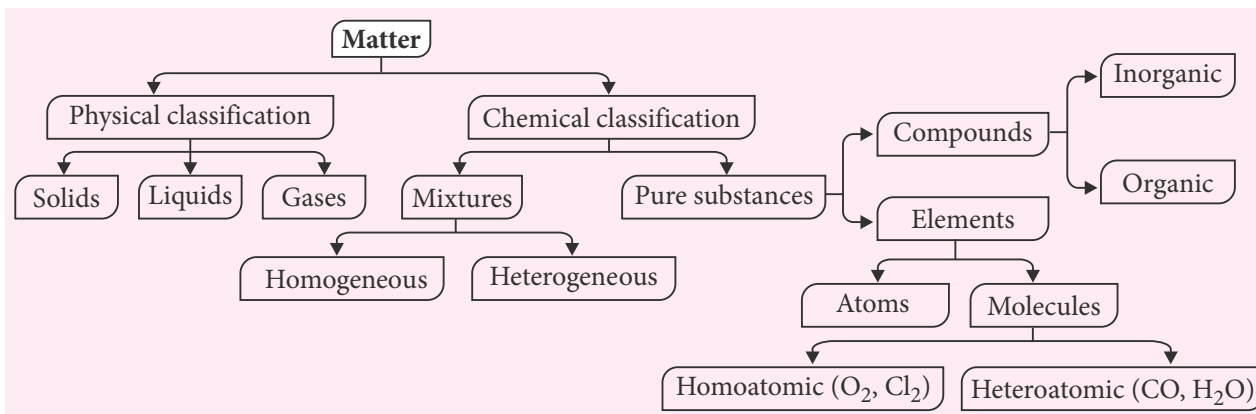 Matter
Physical classification
Chemical classification
Solids
Liquids
Gases
Mixtures
Pure substances
Homogeneous
Heterogeneous
Compounds
Inorganic
Organic
Elements
Atoms
Molecules
Homoatomic (O₂, Cl₂)
Heteroatomic (CO, H₂O)